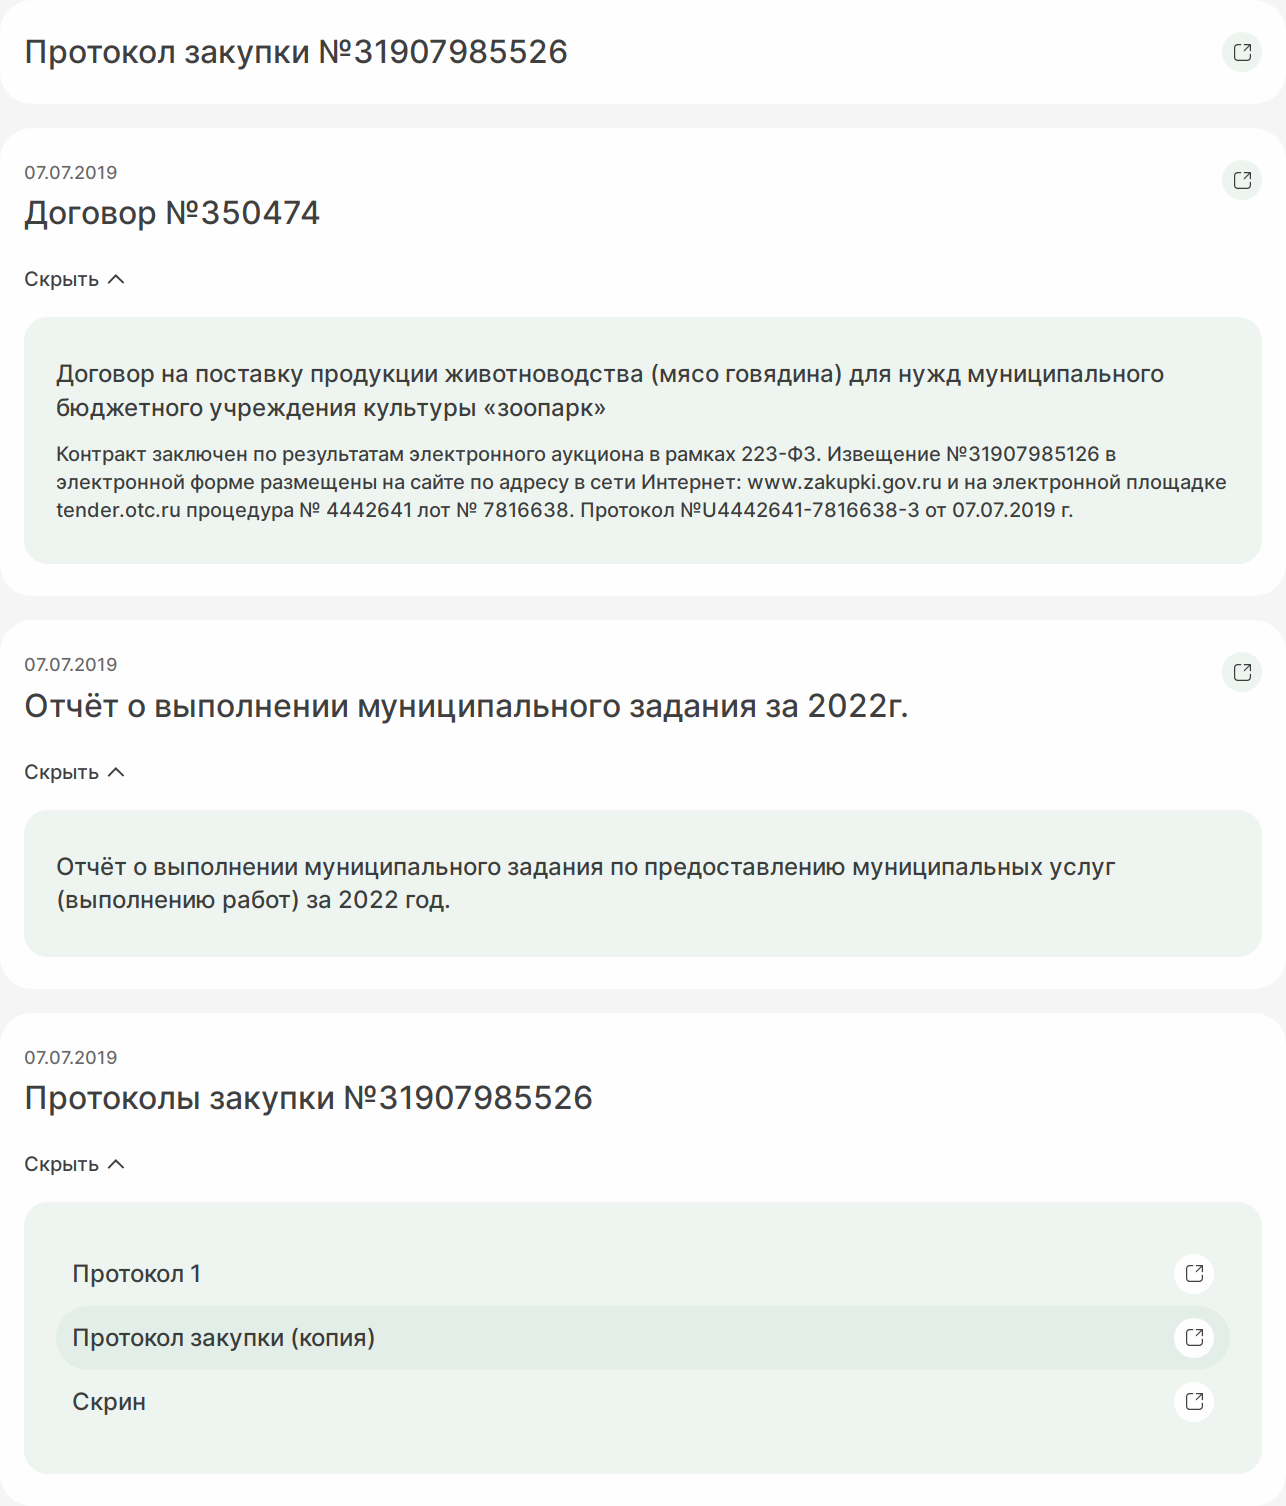 Протокол закупки №31907985526
07.07.2019
Договор №350474
Скрыть
Договор на поставку продукции животноводства (мясо говядина) для нужд муниципального
бюджетного учреждения культуры «зоопарк»
Контракт заключен по результатам электронного аукциона в рамках 223-ФЗ. Извещение №31907985126 в
электронной форме размещены на сайте по адресу в сети Интернет: www.zakupki.gov.ru и на электронной площадке
tender.otc.ru процедура № 4442641 лот № 7816638. Протокол №U4442641-7816638-3 от 07.07.2019 г.
07.07.2019
Отчёт о выполнении муниципального задания за 2022г.
Скрыть
Отчёт о выполнении муниципального задания по предоставлению муниципальных услуг
(выполнению работ) за 2022 год.
07.07.2019
Протоколы закупки №31907985526
Скрыть
Протокол 1
Протокол закупки (копия)
Скрин